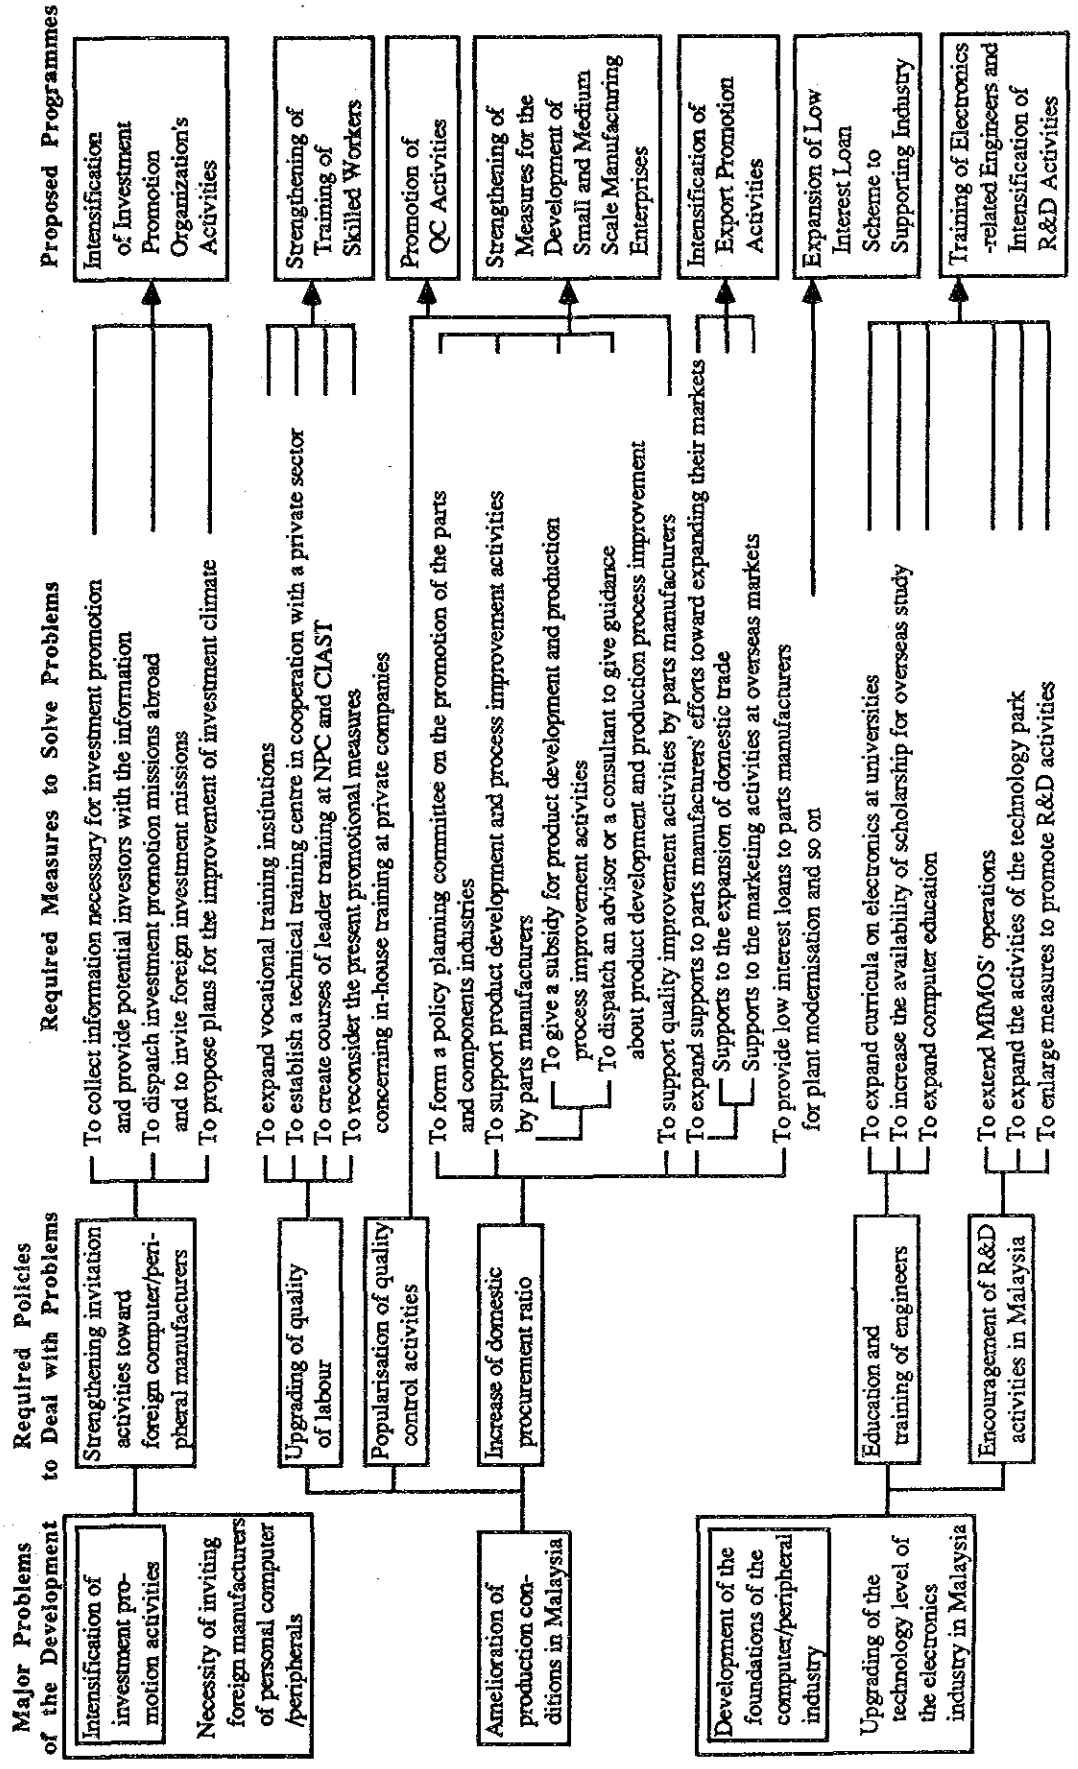 Major Problems
of the Development
Required Policies
to Deal with Problems
Required Measures to Solve Problems
Proposed Programmes
Intensification of
investment pro-
motion activities
Necessity of inviting
foreign manufacturers
of personal computer
/peripherals
Strengthening invitation
activities toward
foreign computer/peri-
pheral manufacturers
To collect information necessary for investment promotion
and provide potential investors with the information
To dispatch investment promotion missions abroad
and to invite foreign investment missions
To propose plans for the improvement of investment climate
Intensification
of Investment
Promotion
Organization's
Activities
Amelioration of
production con-
ditions in Malaysia
Upgrading of quality
of labour
To expand vocational training institutions
To establish a technical training centre in cooperation with a private sector
To create courses of leader training at NPC and CIAST
To reconsider the present promotional measures
concerning in-house training at private companies
Strengthening of
Training of
Skilled Workers
Popularisation of quality
control activities
Promotion of
QC Activities
Increase of domestic
procurement ratio
To form a policy planning committee on the promotion of the parts
and components industries
To support product development and process improvement activities
by parts manufacturers
To give a subsidy for product development and production
process improvement activities
To dispatch an advisor or a consultant to give guidance
about product development and production process improvement
To support quality improvement activities by parts manufacturers
To expand supports to parts manufacturers' efforts toward expanding their markets
Supports to the expansion of domestic trade
Supports to the marketing activities at overseas markets
To provide low interest loans to parts manufacturers
for plant modernisation and so on
Strengthening of
Measures for the
Development of
Small and Medium
Scale Manufacturing
Enterprises
Intensification of
Export Promotion
Activities
Expansion of Low
Interest Loan
Scheme to
Supporting Industry
Development of the
foundations of the
computer/peripheral
industry
Upgrading of the
technology level of
the electronics
industry in Malaysia
Education and
training of engineers
To expand curricula on electronics at universities
To increase the availability of scholarship for overseas study
To expand computer education
Encouragement of R&D
activities in Malaysia
To extend MIMOS' operations
To expand the activities of the technology park
To enlarge measures to promote R&D activities
Training of Electronics
-related Engineers and
Intensification of
R&D Activities